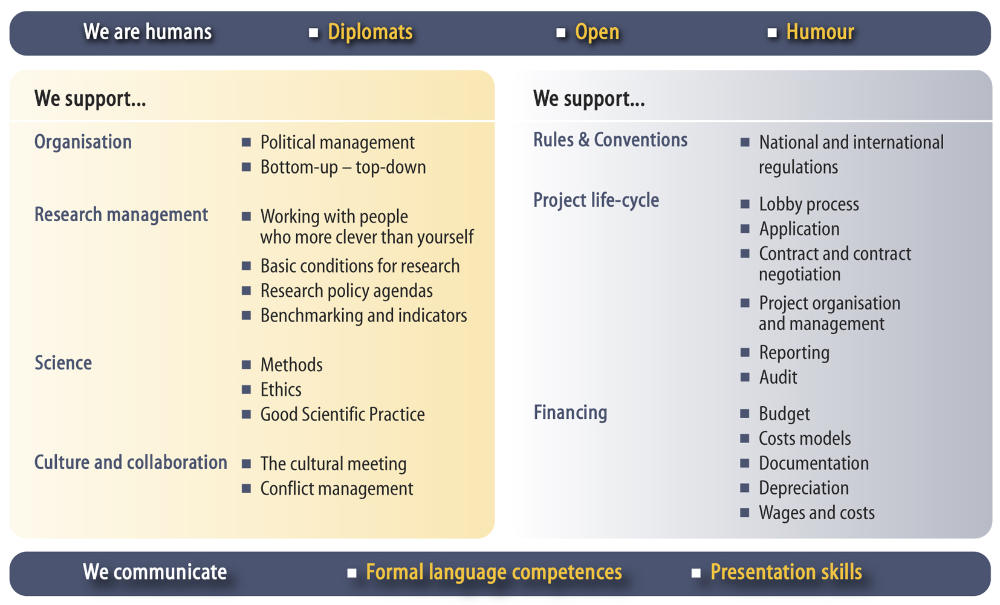 We are humans ▪ Diplomats ▪ Open ▪ Humour
We support...
Organisation
▪ Political management
▪ Bottom-up – top-down
Research management
▪ Working with people
who more clever than yourself
▪ Basic conditions for research
▪ Research policy agendas
▪ Benchmarking and indicators
Science
▪ Methods
▪ Ethics
▪ Good Scientific Practice
Culture and collaboration
▪ The cultural meeting
▪ Conflict management
We support...
Rules & Conventions
▪ National and international
regulations
Project life-cycle
▪ Lobby process
▪ Application
▪ Contract and contract
negotiation
▪ Project organisation
and management
▪ Reporting
▪ Audit
Financing
▪ Budget
▪ Costs models
▪ Documentation
▪ Depreciation
▪ Wages and costs
We communicate ▪ Formal language competences ▪ Presentation skills